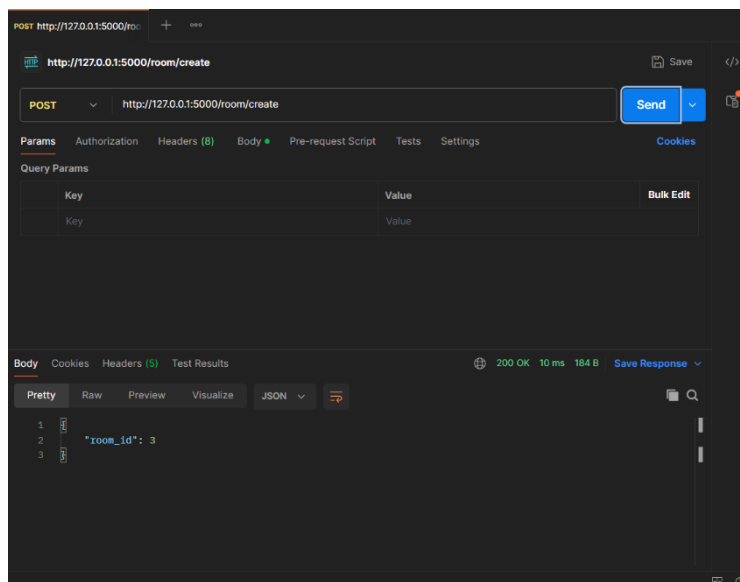 POST http://127.0.0.1:5000/roo
HTTP http://127.0.0.1:5000/room/create Save
POST http://127.0.0.1:5000/room/create Send
Params Authorization Headers (8) Body Pre-request Script Tests Settings Cookies
Query Params
Key Value Bulk Edit
Key Value
Body Cookies Headers (5) Test Results 200 OK 10 ms 184 B Save Response
Pretty Raw Preview Visualize JSON
1 {
2 "room_id": 3
3 }